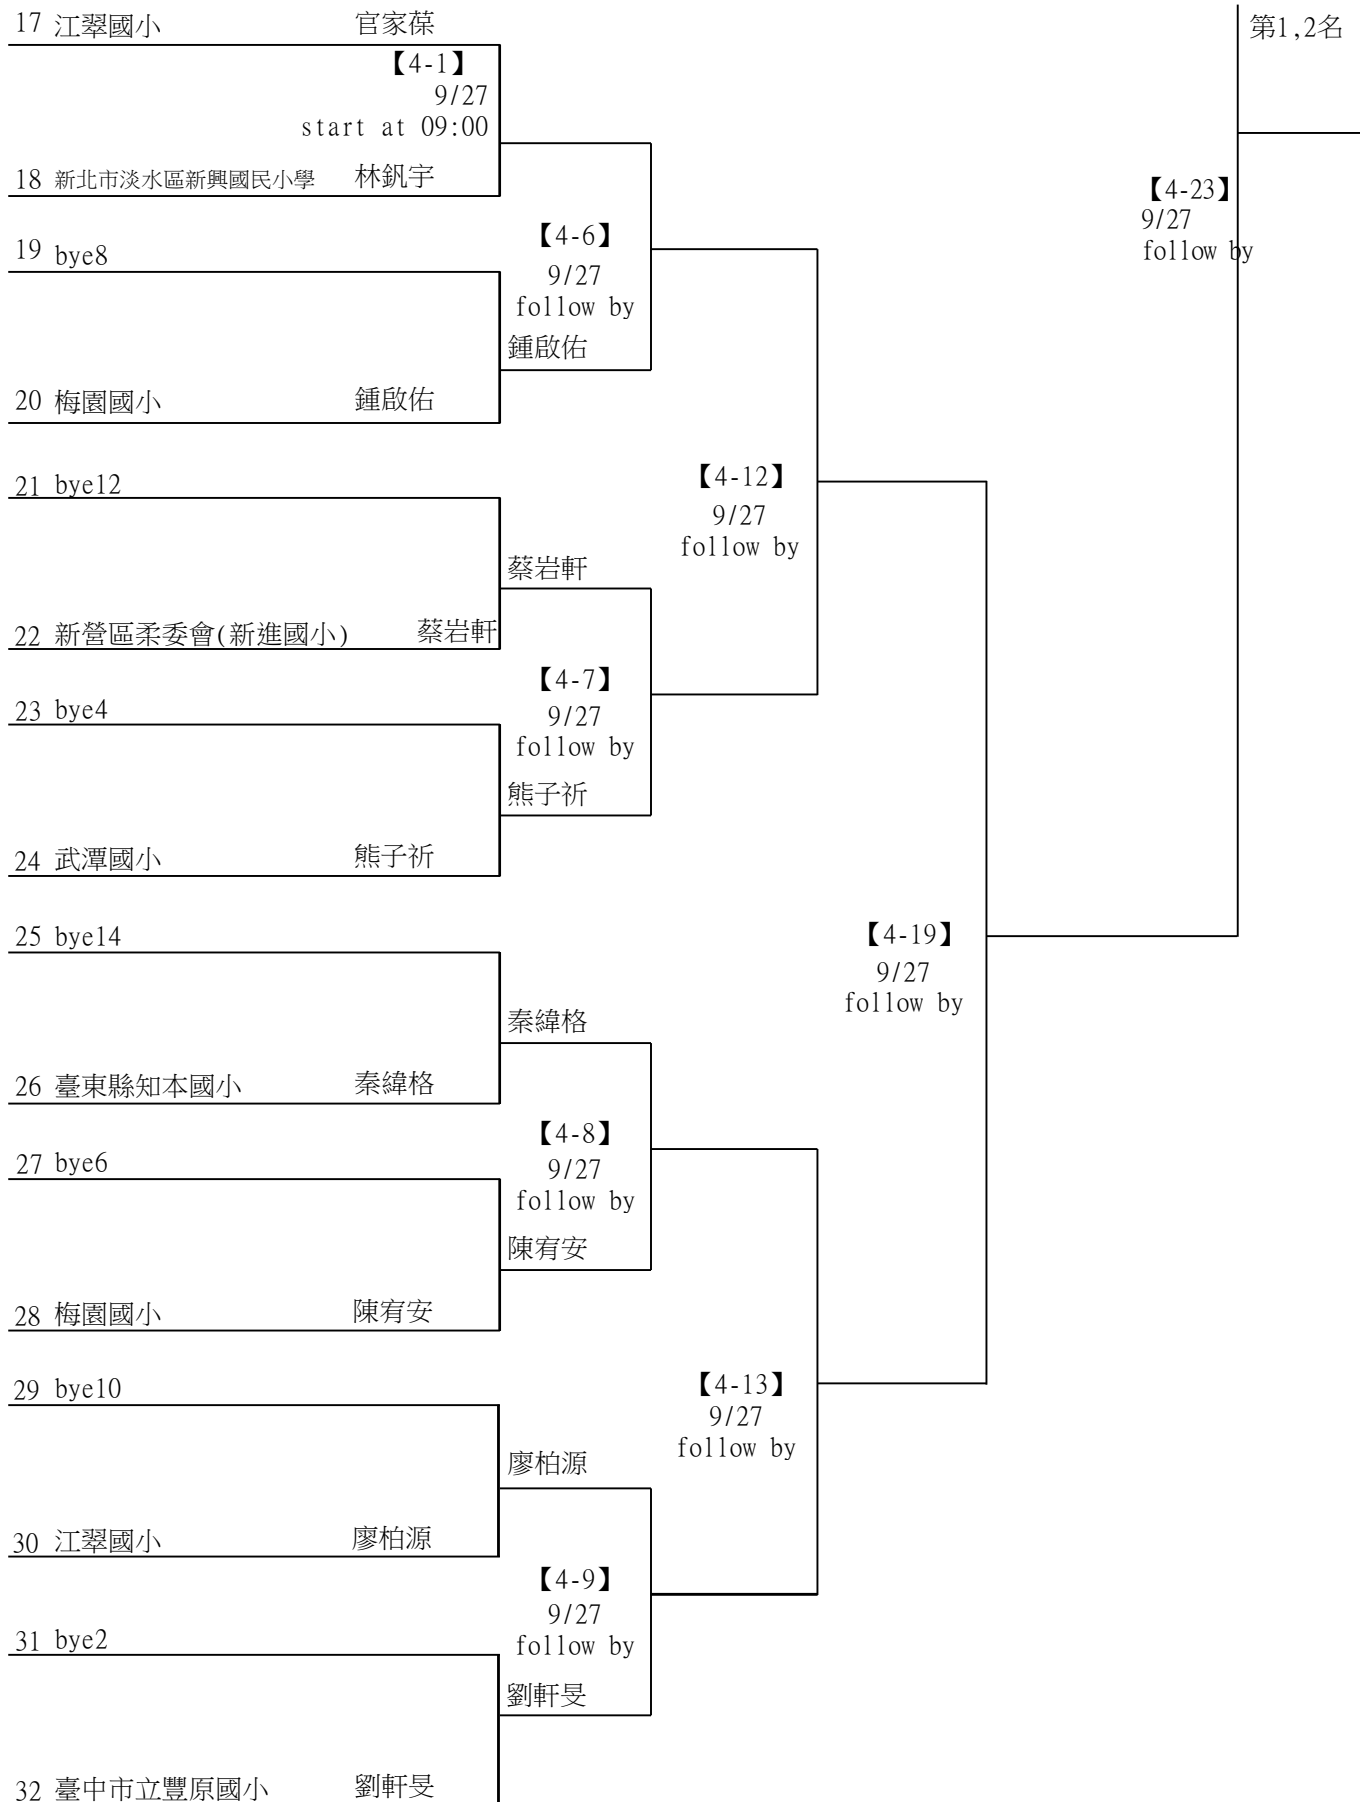 17 江翠國小 官家葆
第1,2名
【4-1】
9/27
start at 09:00
18 新北市淡水區新興國民小學 林釩宇
【4-23】
9/27
follow by
19 bye8
【4-6】
9/27
follow by
鍾啟佑
20 梅園國小 鍾啟佑
21 bye12
【4-12】
9/27
follow by
蔡岩軒
22 新營區柔委會(新進國小) 蔡岩軒
【4-7】
9/27
follow by
23 bye4
熊子祈
24 武潭國小 熊子祈
25 bye14
【4-19】
9/27
follow by
秦緯格
26 臺東縣知本國小 秦緯格
【4-8】
9/27
follow by
27 bye6
陳宥安
28 梅園國小 陳宥安
29 bye10
【4-13】
9/27
follow by
廖柏源
30 江翠國小 廖柏源
【4-9】
9/27
follow by
31 bye2
劉軒旻
32 臺中市立豐原國小 劉軒旻